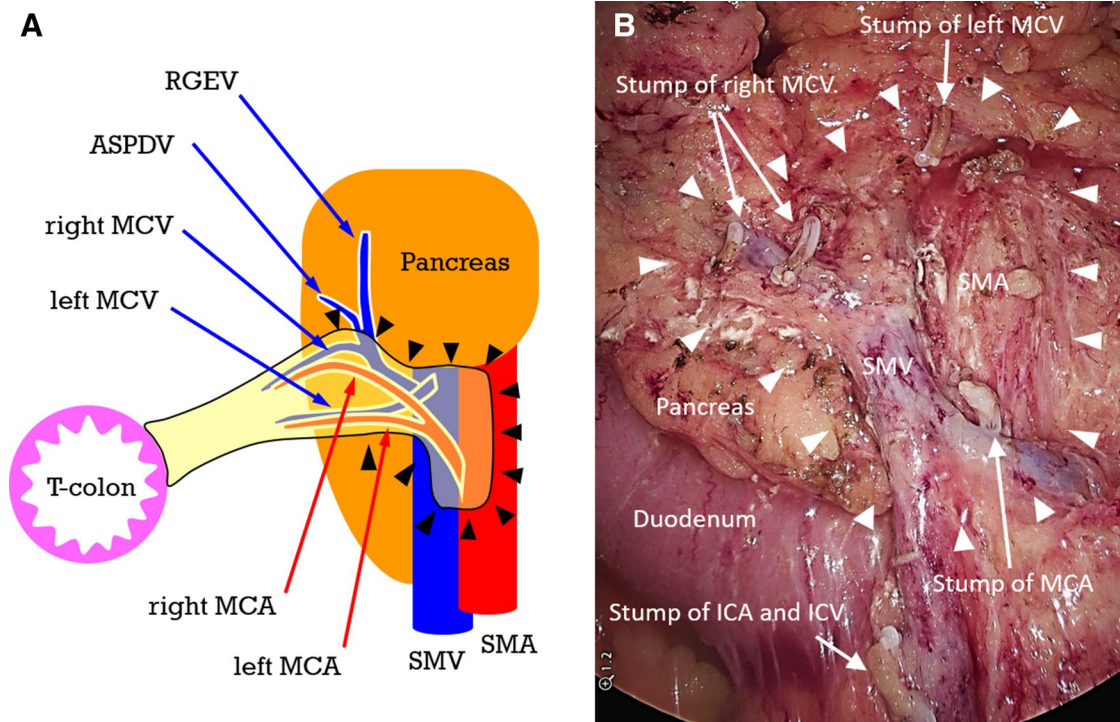 A
RGEV
ASPDV
right MCV
left MCV
Pancreas
T-colon
right MCA
left MCA
SMV
SMA
B
Stump of left MCV
Stump of right MCV.
SMA
SMV
Pancreas
Duodenum
Stump of MCA
Stump of ICA and ICV
1.2